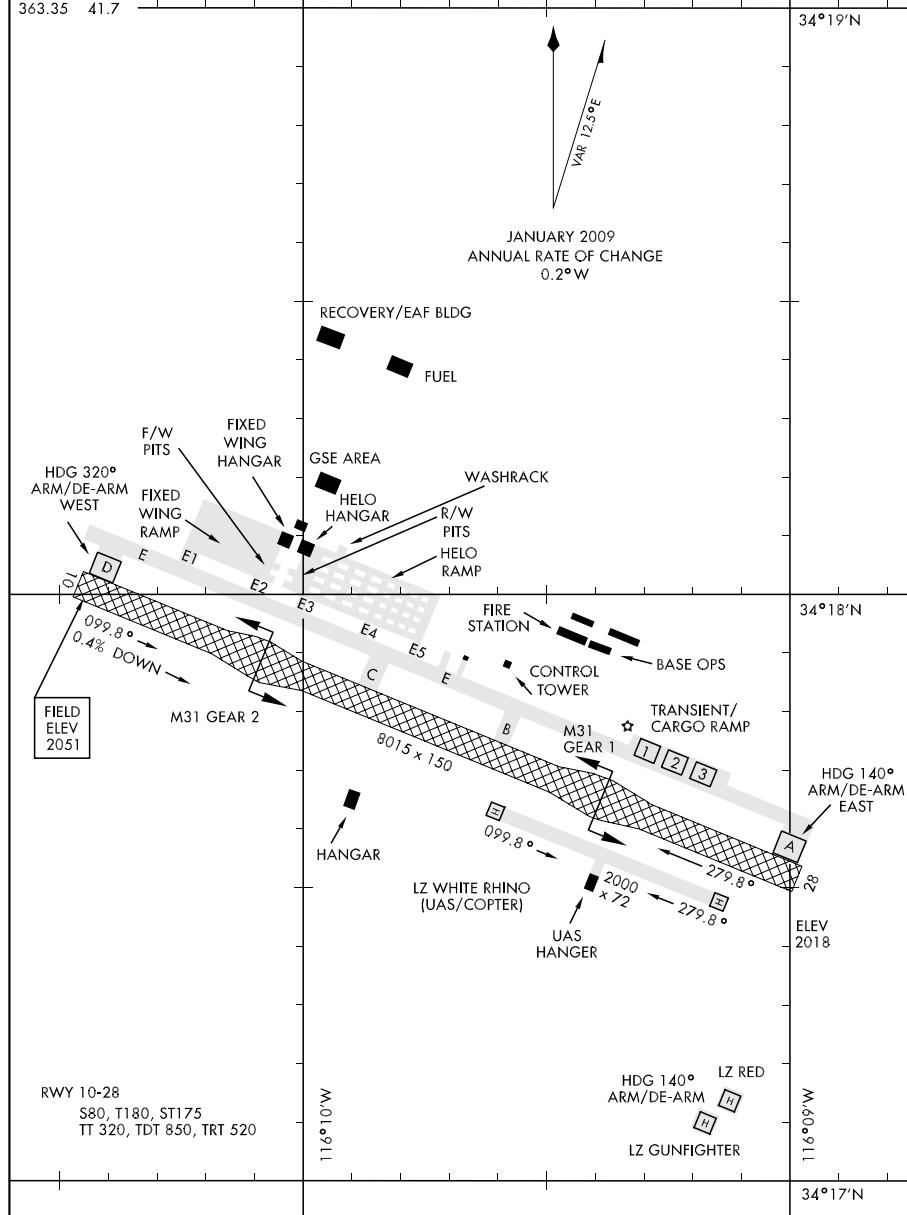 363.35 41.7
34°19'N
VAR 12.5°E
JANUARY 2009
ANNUAL RATE OF CHANGE
0.2°W
RECOVERY/EAF BLDG
FUEL
F/W
PITS
FIXED
WING
HANGAR
GSE AREA
WASHRACK
HDG 320°
ARM/DE-ARM
WEST
FIXED
WING
RAMP
HELO
HANGAR
R/W
PITS
HELO
RAMP
D
E
E1
E2
E3
E4
E5
E
C
B
10
34°18'N
FIRE
STATION
BASE OPS
CONTROL
TOWER
099.8°
0.4% DOWN
FIELD
ELEV
2051
M31 GEAR 2
8015 x 150
M31
GEAR 1
TRANSIENT/
CARGO RAMP
1
2
3
HDG 140°
ARM/DE-ARM
EAST
A
28
HANGAR
H
099.8°
279.8°
LZ WHITE RHINO
(UAS/COPTER)
2000
x 72
279.8°
H
UAS
HANGER
ELEV
2018
RWY 10-28
S80, T180, ST175
TT 320, TDT 850, TRT 520
116°10'W
HDG 140°
ARM/DE-ARM
LZ RED
H
H
LZ GUNFIGHTER
116°09'W
34°17'N